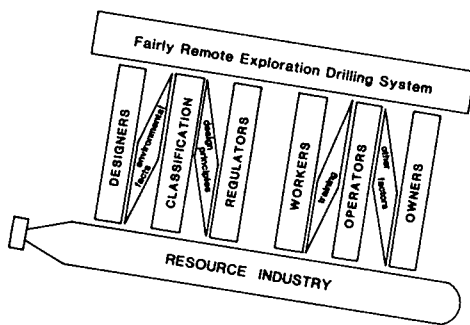 Fairly Remote Exploration Drilling System
DESIGNERS
environmental
facts
CLASSIFICATION
design
principles
REGULATORS
WORKERS
training
OPERATORS
other factors
OWNERS
RESOURCE INDUSTRY